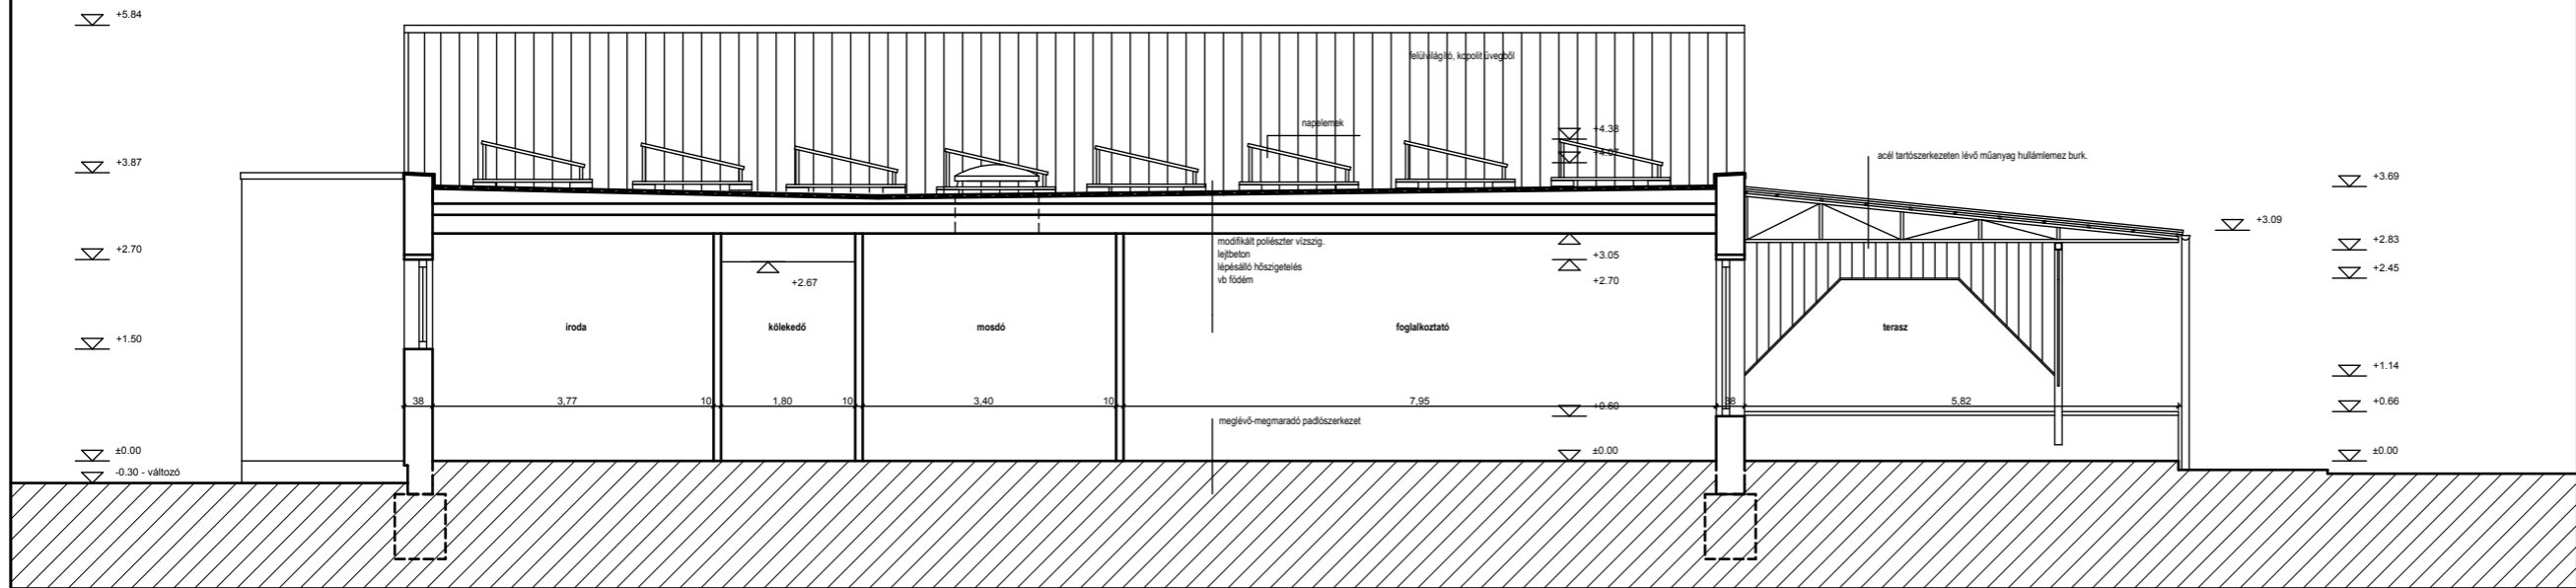 +5.84
felülvilágító, kopolit üvegből
napelemek
+4.38
+4.07
acél tartószerkezeten lévő műanyag hullámlemez burk.
+3.87
+3.69
+3.09
modifikált poliészter vízszig.
lejtbeton
lépésálló hőszigetelés
vb födém
+2.70
+3.05
+2.83
+2.67
+2.70
+2.45
iroda
kölekedő
mosdó
foglalkoztató
terasz
+1.50
+1.14
38
3,77
10
1,80
10
3,40
10
7,95
38
5,82
+0.60
+0.66
meglévő-megmaradó padlószerkezet
±0.00
±0.00
±0.00
-0.30 - változó